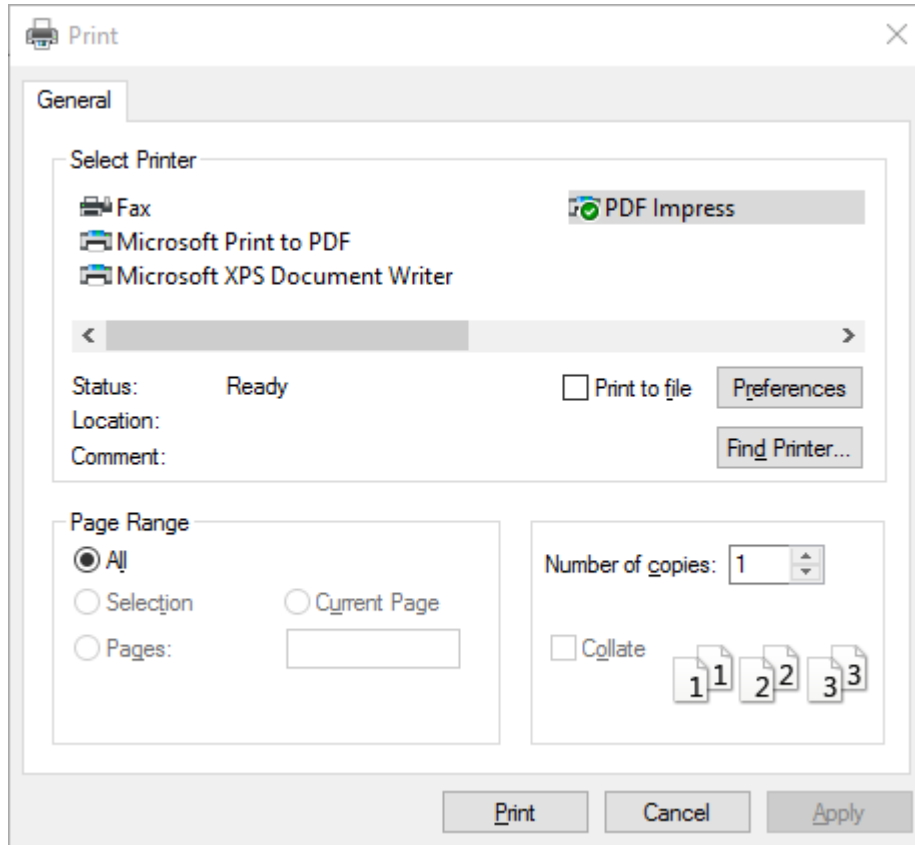 Print
General
Select Printer
Fax PDF Impress
Microsoft Print to PDF
Microsoft XPS Document Writer
Status: Ready Print to file Preferences
Location:
Comment: Find Printer...
Page Range
All Number of copies: 1
Selection Current Page
Pages: Collate
1 1 2 2 3 3
Print Cancel Apply